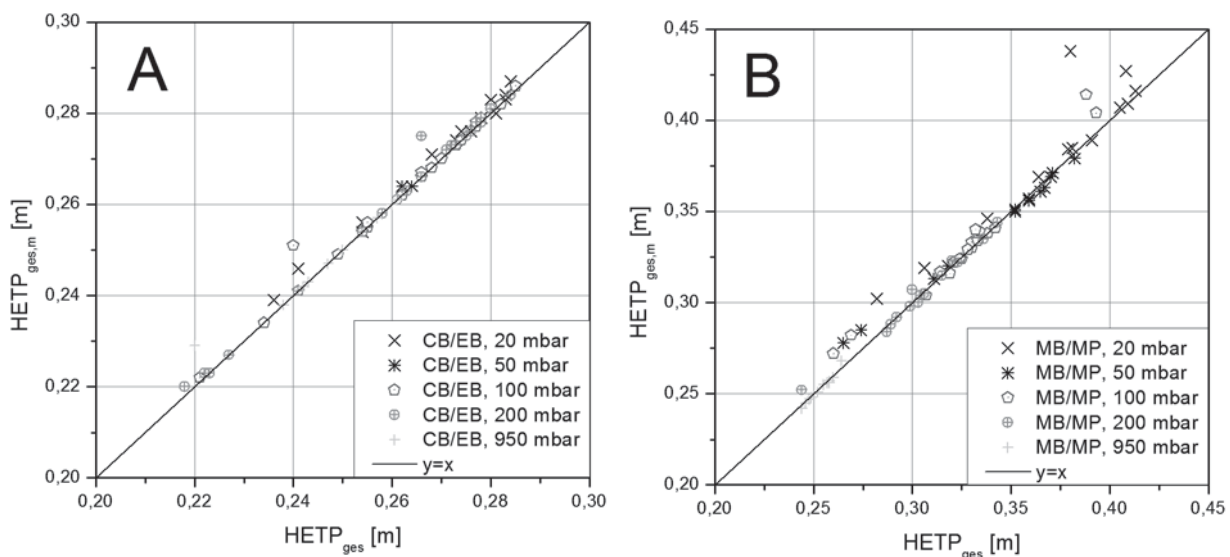 A
0,30
0,28
0,26
0,24
0,22
0,20
HETPges,m [m]
CB/EB, 20 mbar
CB/EB, 50 mbar
CB/EB, 100 mbar
CB/EB, 200 mbar
CB/EB, 950 mbar
y=x
0,20 0,22 0,24 0,26 0,28 0,30
HETPges [m]
B
0,45
0,40
0,35
0,30
0,25
0,20
HETPges,m [m]
MB/MP, 20 mbar
MB/MP, 50 mbar
MB/MP, 100 mbar
MB/MP, 200 mbar
MB/MP, 950 mbar
y=x
0,20 0,25 0,30 0,35 0,40 0,45
HETPges [m]